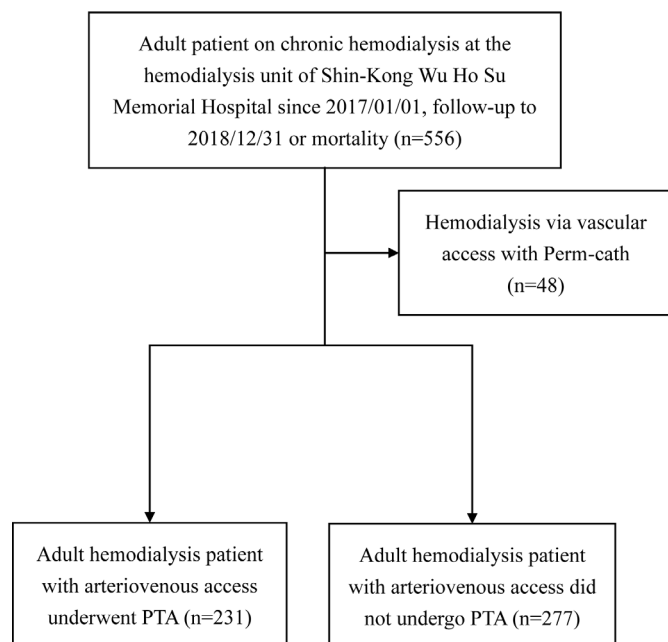 Adult patient on chronic hemodialysis at the
hemodialysis unit of Shin-Kong Wu Ho Su
Memorial Hospital since 2017/01/01, follow-up to
2018/12/31 or mortality (n=556)
Hemodialysis via vascular
access with Perm-cath
(n=48)
Adult hemodialysis patient
with arteriovenous access
underwent PTA (n=231)
Adult hemodialysis patient
with arteriovenous access did
not undergo PTA (n=277)